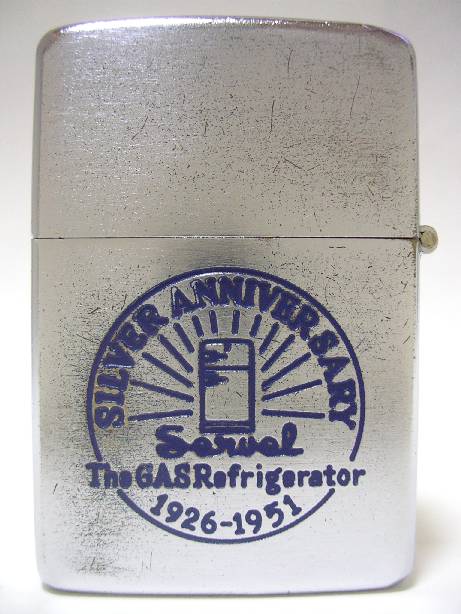 SILVER ANNIVERSARY
Servel
The GAS Refrigerator
1926-1951